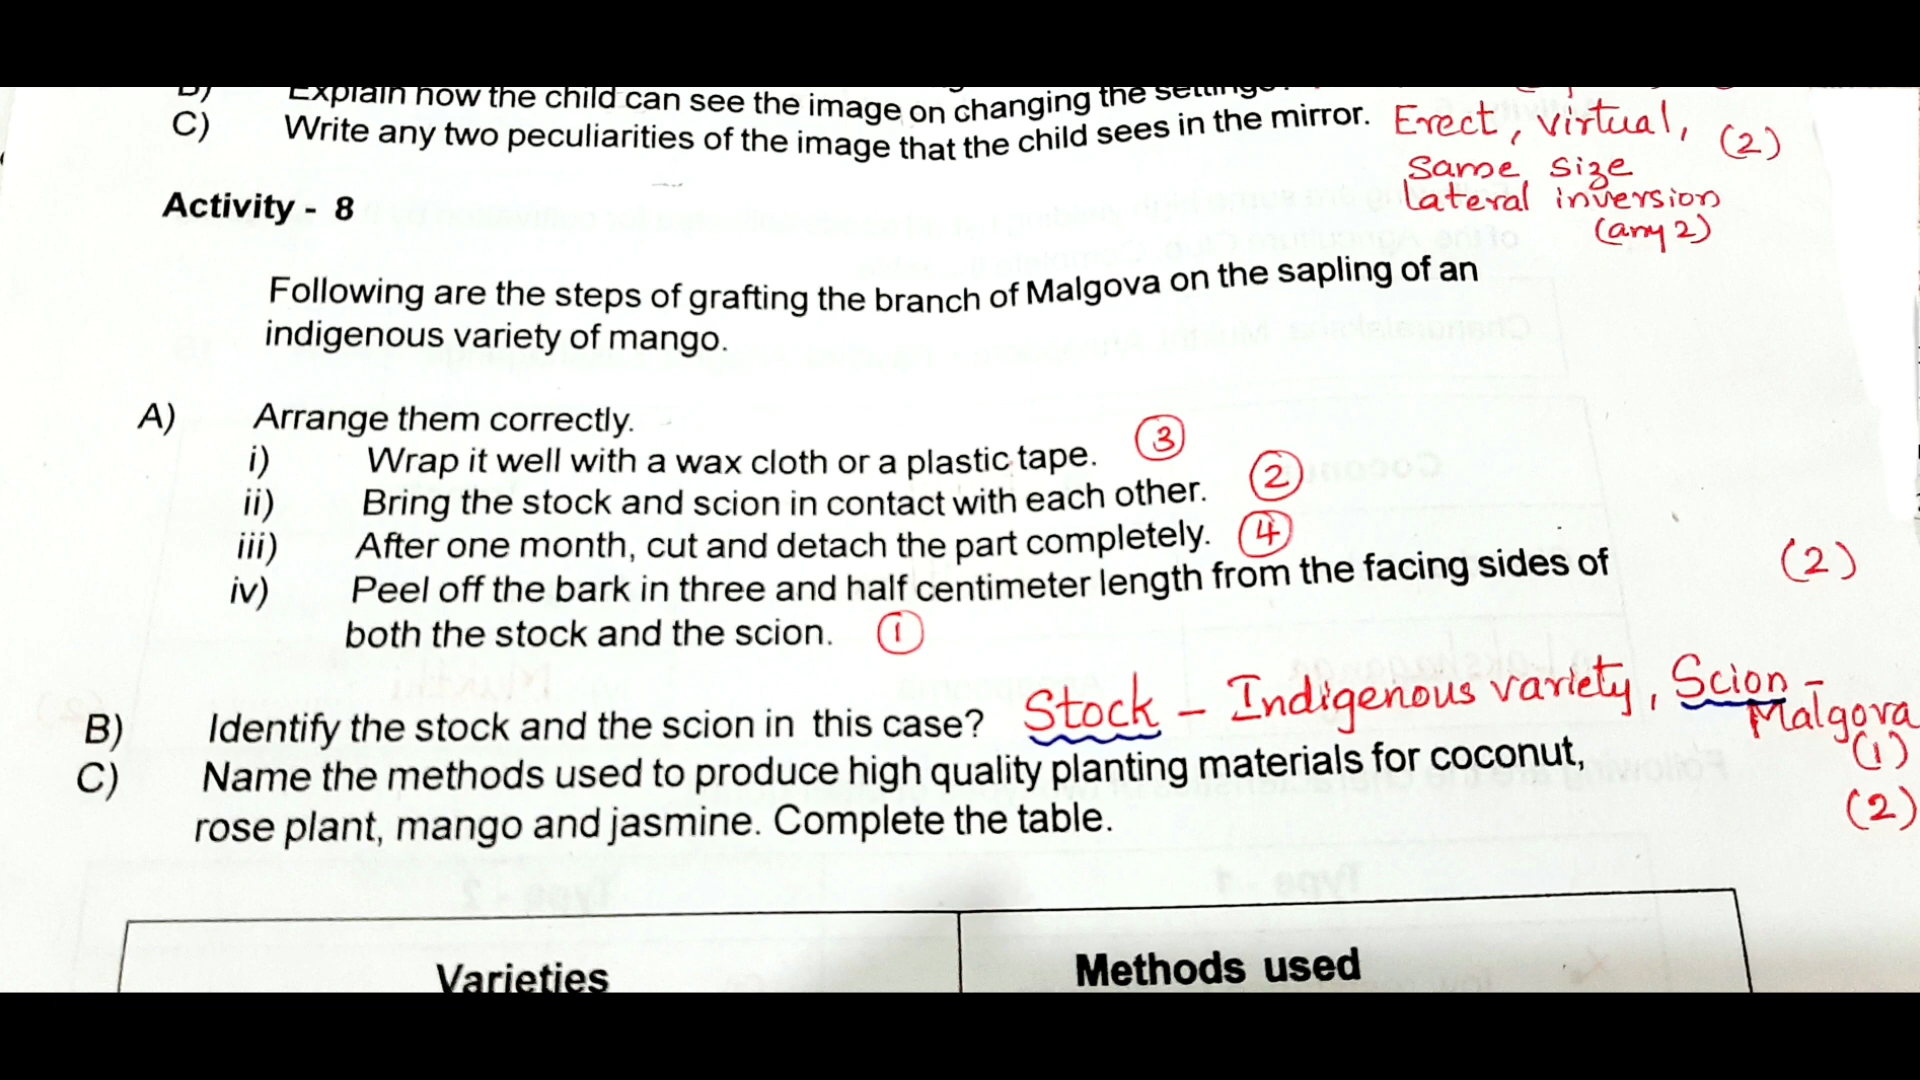 Explain how the child can see the image on changing the settings
C) Write any two peculiarities of the image that the child sees in the mirror. Erect, virtual, (2)
same size
lateral inversion
(any 2)
Activity - 8
Following are the steps of grafting the branch of Malgova on the sapling of an
indigenous variety of mango.
A) Arrange them correctly.
i) Wrap it well with a wax cloth or a plastic tape. 3
ii) Bring the stock and scion in contact with each other. 2
iii) After one month, cut and detach the part completely. 4
iv) Peel off the bark in three and half centimeter length from the facing sides of (2)
both the stock and the scion. 1
B) Identify the stock and the scion in this case? Stock - Indigenous variety, Scion -
Malgova
(1)
C) Name the methods used to produce high quality planting materials for coconut,
(2)
rose plant, mango and jasmine. Complete the table.
Varieties Methods used